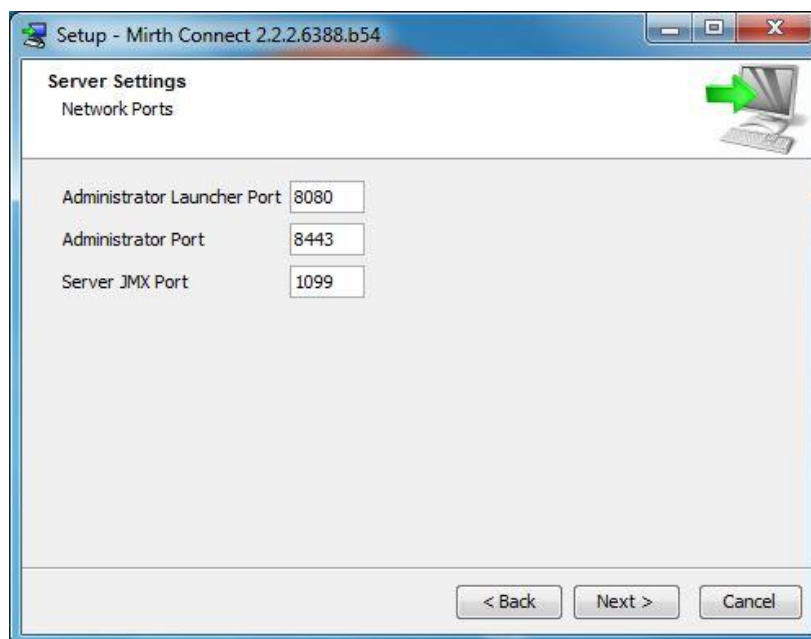 Setup - Mirth Connect 2.2.2.6388.b54
Server Settings
Network Ports
Administrator Launcher Port 8080
Administrator Port 8443
Server JMX Port 1099
< Back Next > Cancel